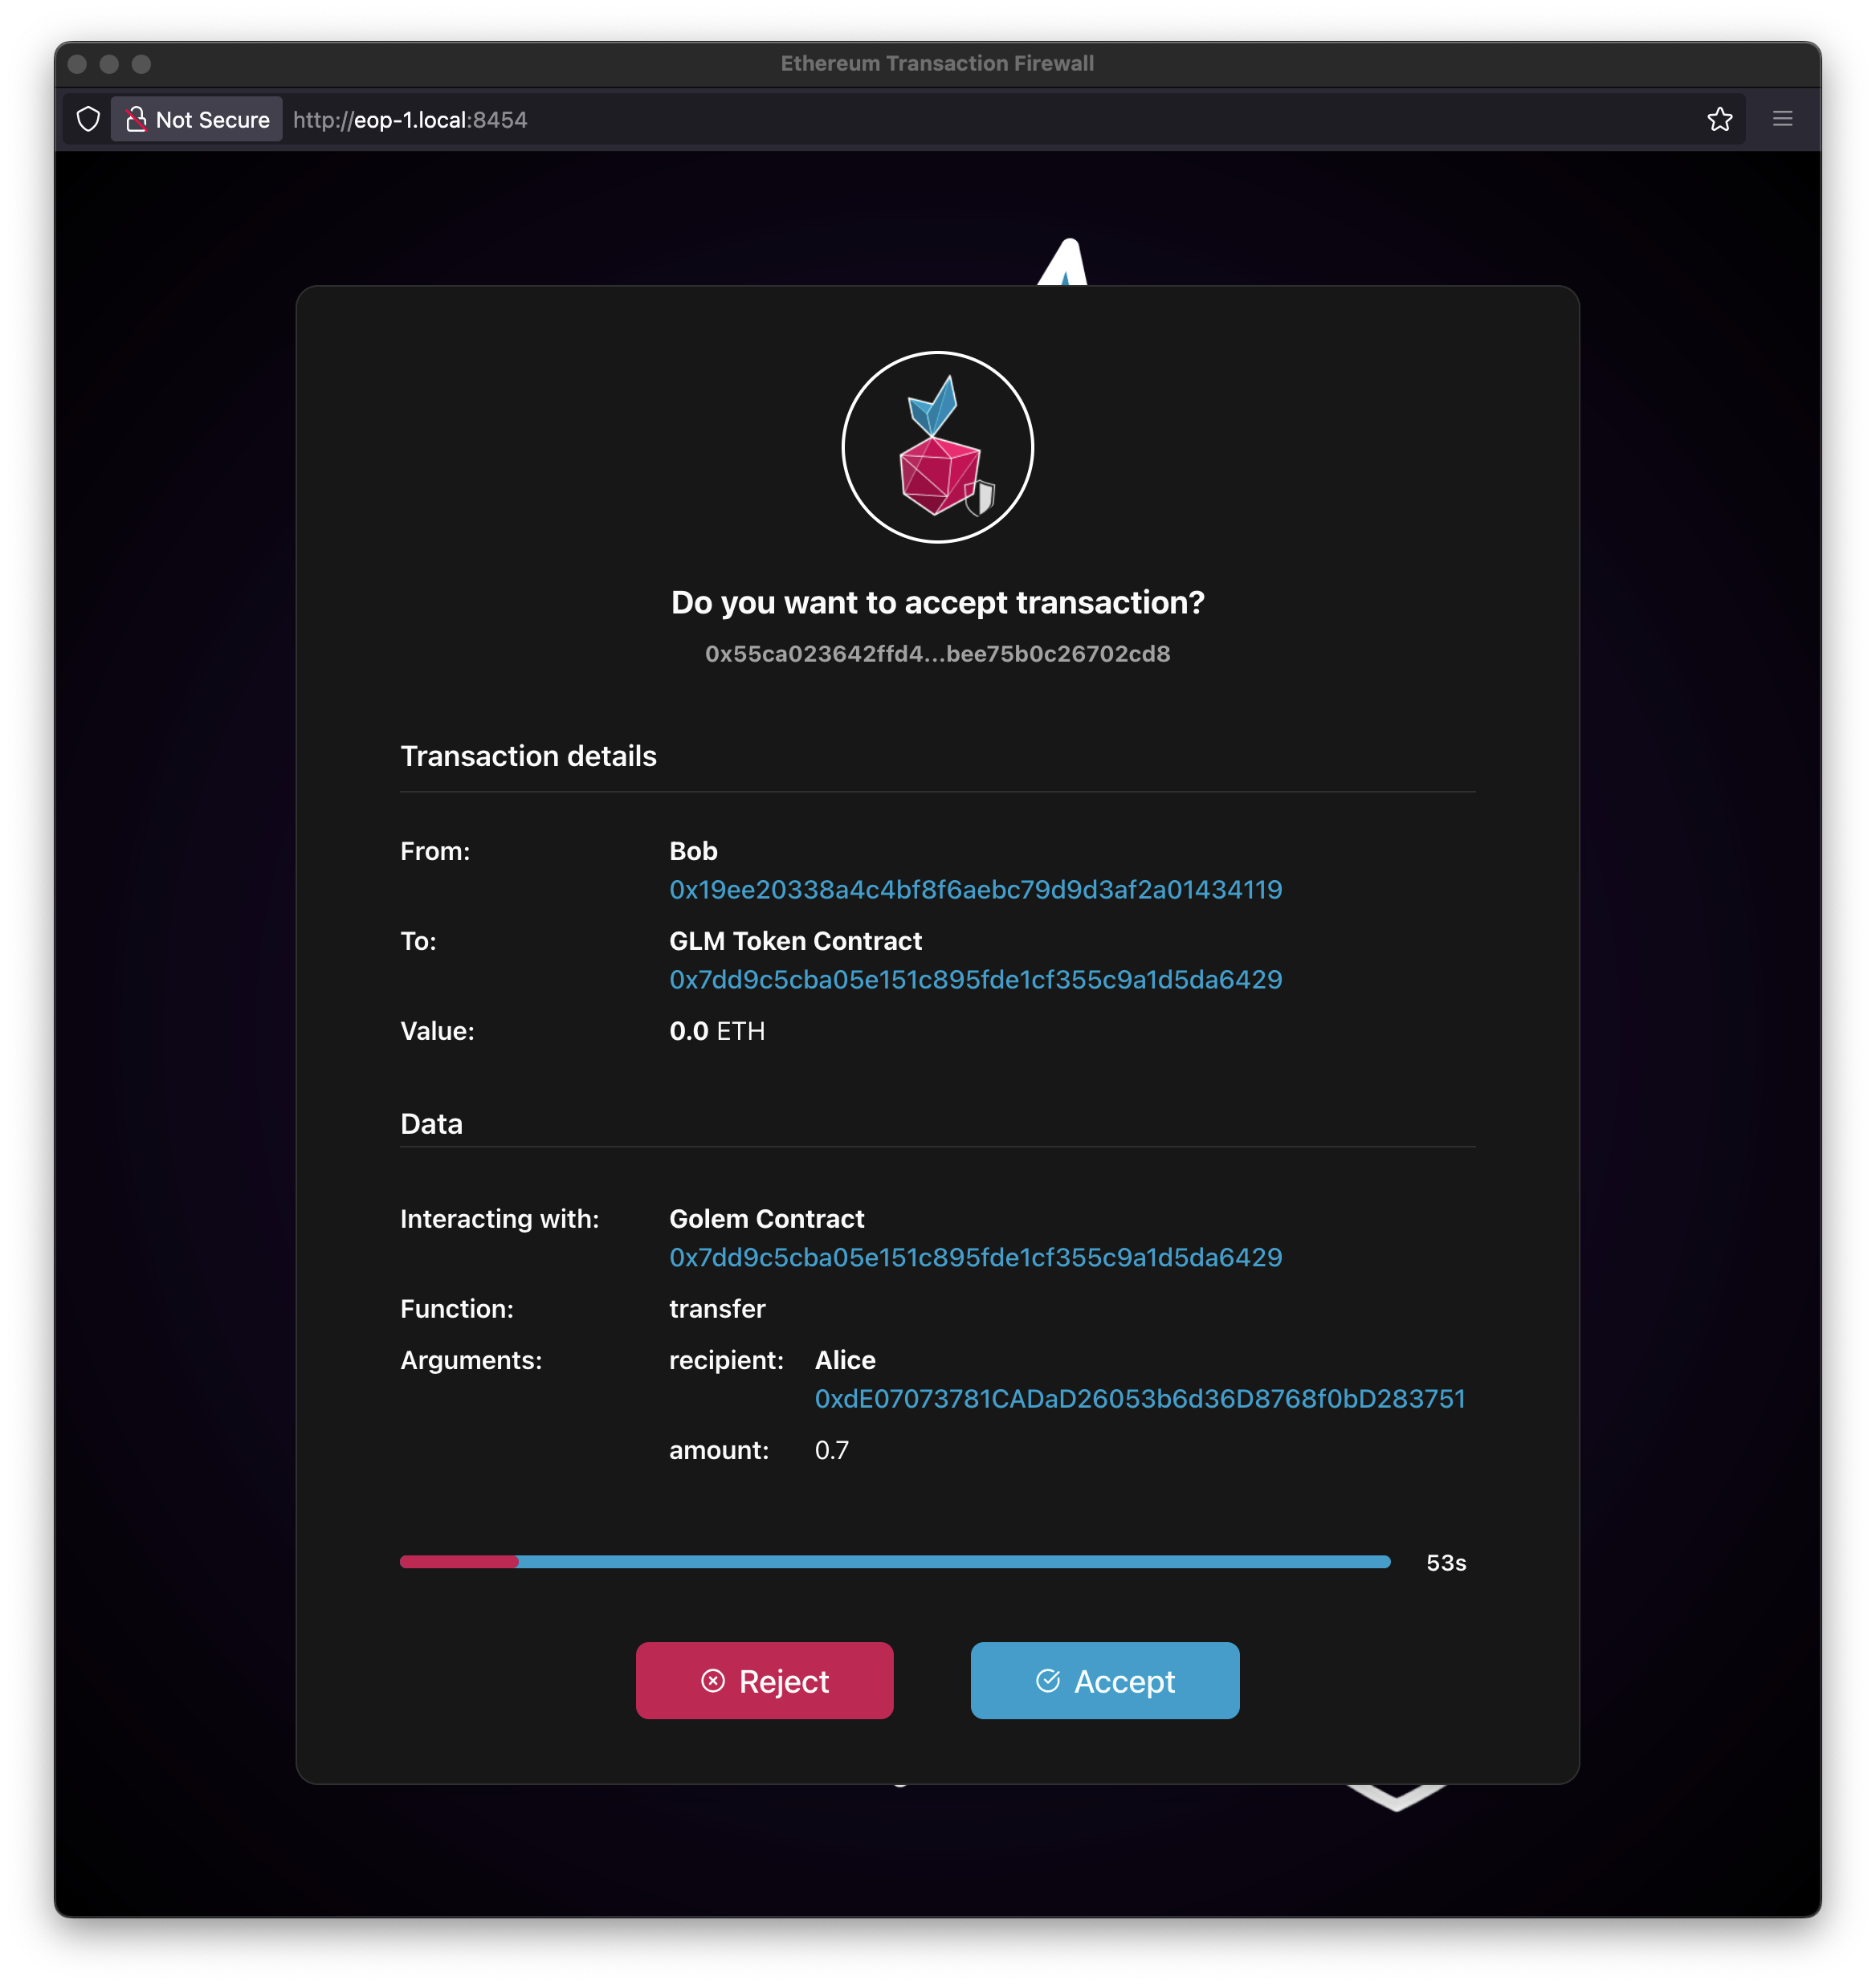 Ethereum Transaction Firewall
Not Secure http://eop-1.local:8454
Do you want to accept transaction?
0x55ca023642ffd4...bee75b0c26702cd8
Transaction details
From: Bob
0x19ee20338a4c4bf8f6aebc79d9d3af2a01434119
To: GLM Token Contract
0x7dd9c5cba05e151c895fde1cf355c9a1d5da6429
Value: 0.0 ETH
Data
Interacting with: Golem Contract
0x7dd9c5cba05e151c895fde1cf355c9a1d5da6429
Function: transfer
Arguments: recipient: Alice
0xdE07073781CADaD26053b6d36D8768f0bD283751
amount: 0.7
53s
Reject Accept